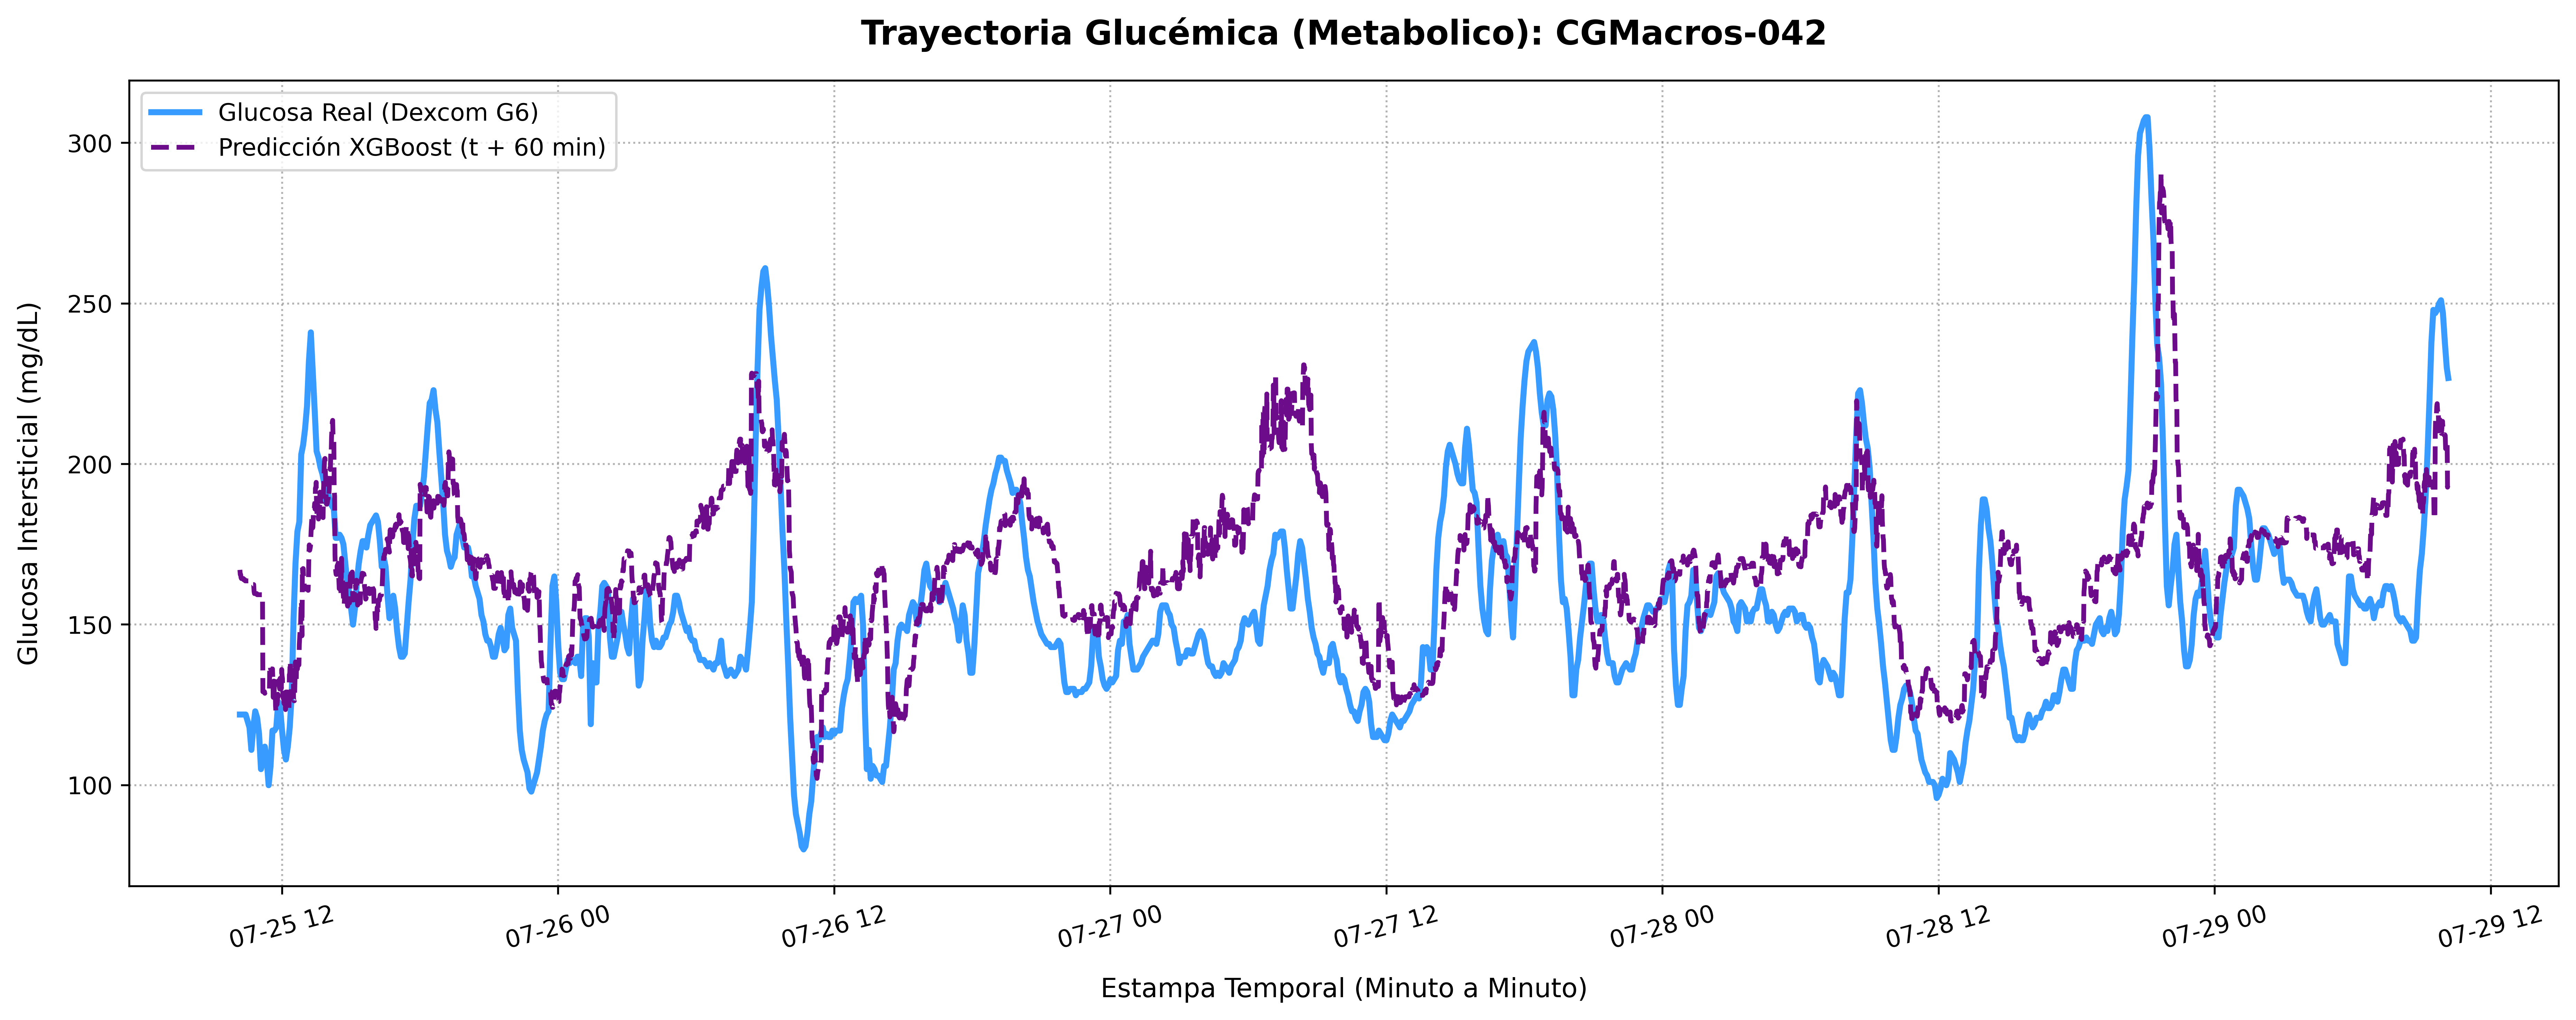 Trayectoria Glucémica (Metabolico): CGMacros-042
Glucosa Real (Dexcom G6)
Predicción XGBoost (t + 60 min)
Glucosa Intersticial (mg/dL)
300
250
200
150
100
07-25 12
07-26 00
07-26 12
07-27 00
07-27 12
07-28 00
07-28 12
07-29 00
07-29 12
Estampa Temporal (Minuto a Minuto)